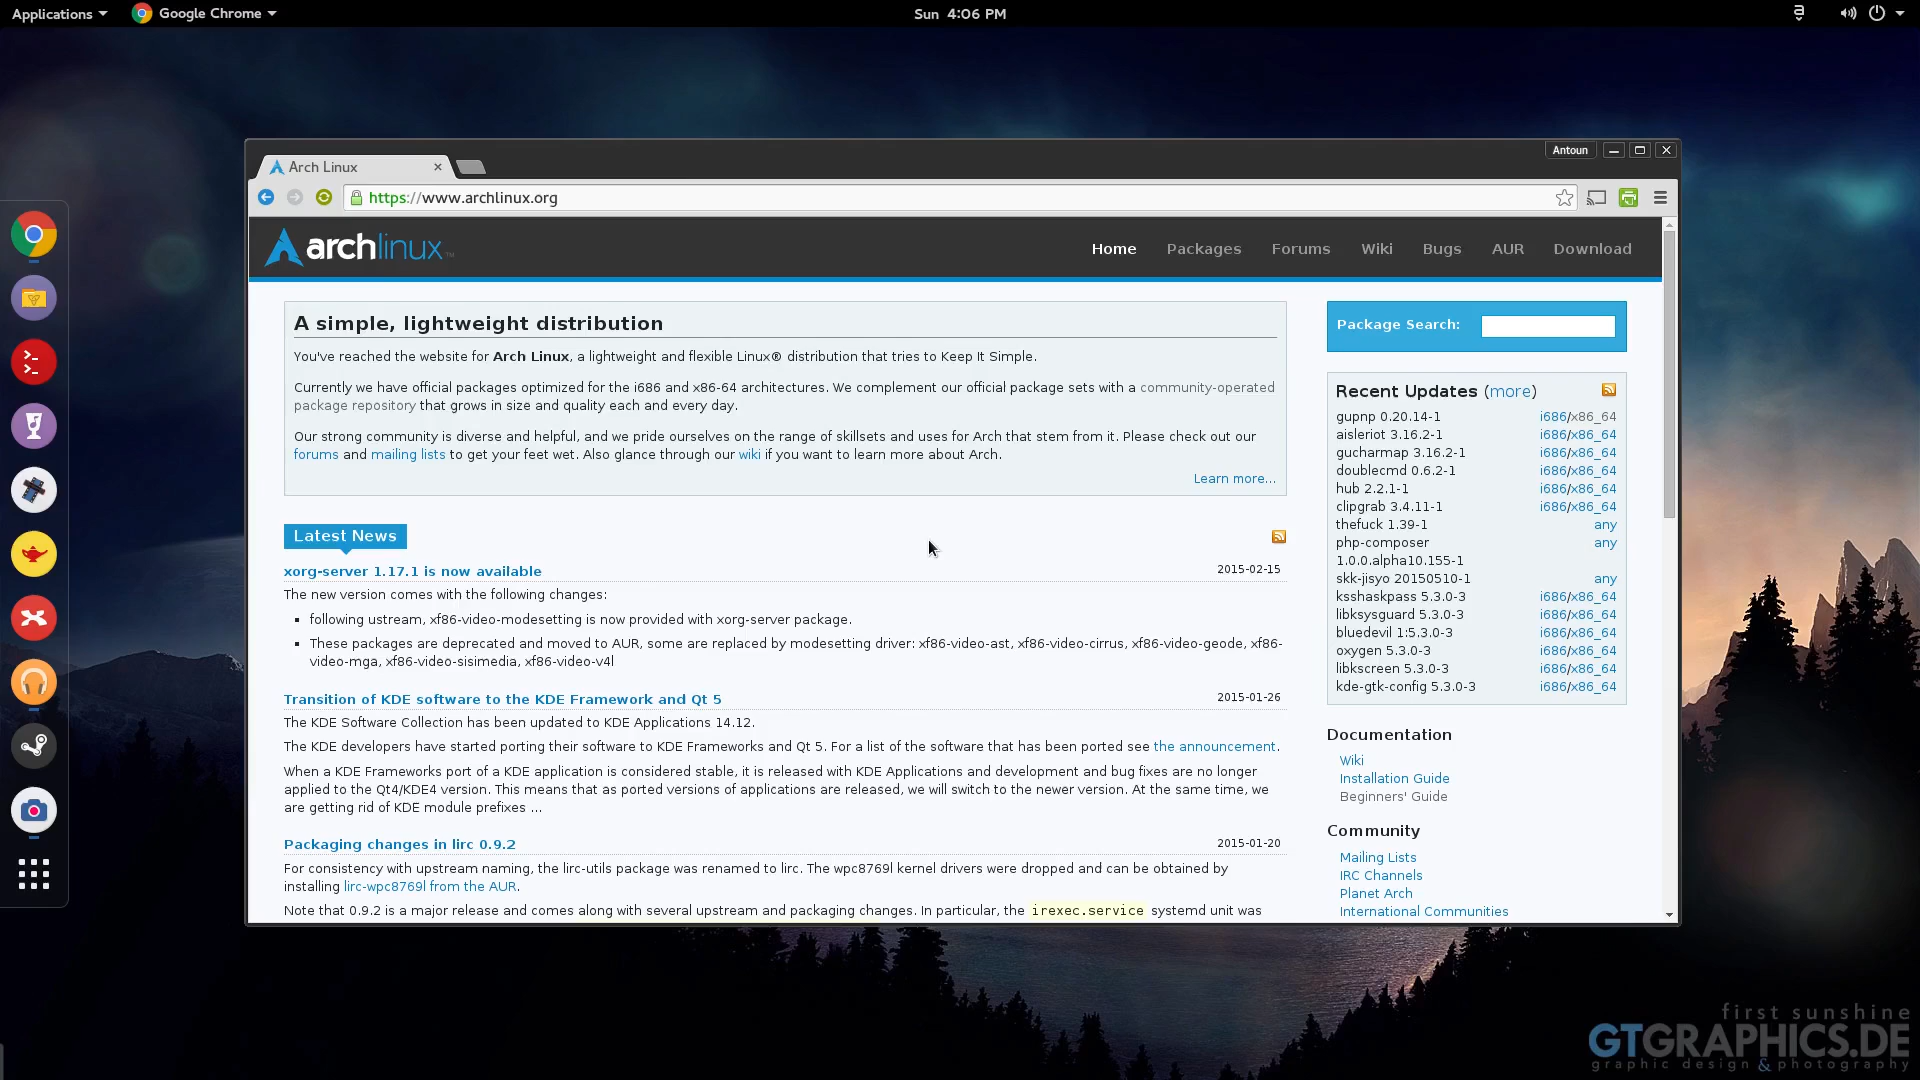 Applications
Google Chrome
Sun 4:06 PM
Arch Linux
Antoun
https://www.archlinux.org
archlinux™
Home
Packages
Forums
Wiki
Bugs
AUR
Download
A simple, lightweight distribution
You've reached the website for Arch Linux, a lightweight and flexible Linux® distribution that tries to Keep It Simple.
Currently we have official packages optimized for the i686 and x86-64 architectures. We complement our official package sets with a community-operated
package repository that grows in size and quality each and every day.
Our strong community is diverse and helpful, and we pride ourselves on the range of skillsets and uses for Arch that stem from it. Please check out our
forums and mailing lists to get your feet wet. Also glance through our wiki if you want to learn more about Arch.
Learn more...
Latest News
xorg-server 1.17.1 is now available
2015-02-15
The new version comes with the following changes:
▪ following ustream, xf86-video-modesetting is now provided with xorg-server package.
▪ These packages are deprecated and moved to AUR, some are replaced by modesetting driver: xf86-video-ast, xf86-video-cirrus, xf86-video-geode, xf86-
video-mga, xf86-video-sisimedia, xf86-video-v4l
Transition of KDE software to the KDE Framework and Qt 5
2015-01-26
The KDE Software Collection has been updated to KDE Applications 14.12.
The KDE developers have started porting their software to KDE Frameworks and Qt 5. For a list of the software that has been ported see the announcement.
When a KDE Frameworks port of a KDE application is considered stable, it is released with KDE Applications and development and bug fixes are no longer
applied to the Qt4/KDE4 version. This means that as ported versions of applications are released, we will switch to the newer version. At the same time, we
are getting rid of KDE module prefixes ...
Packaging changes in lirc 0.9.2
2015-01-20
For consistency with upstream naming, the lirc-utils package was renamed to lirc. The wpc8769l kernel drivers were dropped and can be obtained by
installing lirc-wpc8769l from the AUR.
Note that 0.9.2 is a major release and comes along with several upstream and packaging changes. In particular, the irexec.service systemd unit was
Package Search:
Recent Updates (more)
gupnp 0.20.14-1 i686/x86_64
aisleriot 3.16.2-1 i686/x86_64
gucharmap 3.16.2-1 i686/x86_64
doublecmd 0.6.2-1 i686/x86_64
hub 2.2.1-1 i686/x86_64
clipgrab 3.4.11-1 i686/x86_64
thefuck 1.39-1 any
php-composer any
1.0.0.alpha10.155-1
skk-jisyo 20150510-1 any
ksshaskpass 5.3.0-3 i686/x86_64
libksysguard 5.3.0-3 i686/x86_64
bluedevil 1:5.3.0-3 i686/x86_64
oxygen 5.3.0-3 i686/x86_64
libkscreen 5.3.0-3 i686/x86_64
kde-gtk-config 5.3.0-3 i686/x86_64
Documentation
Wiki
Installation Guide
Beginners' Guide
Community
Mailing Lists
IRC Channels
Planet Arch
International Communities
first sunshine
GTGRAPHICS.DE
graphic design & photography